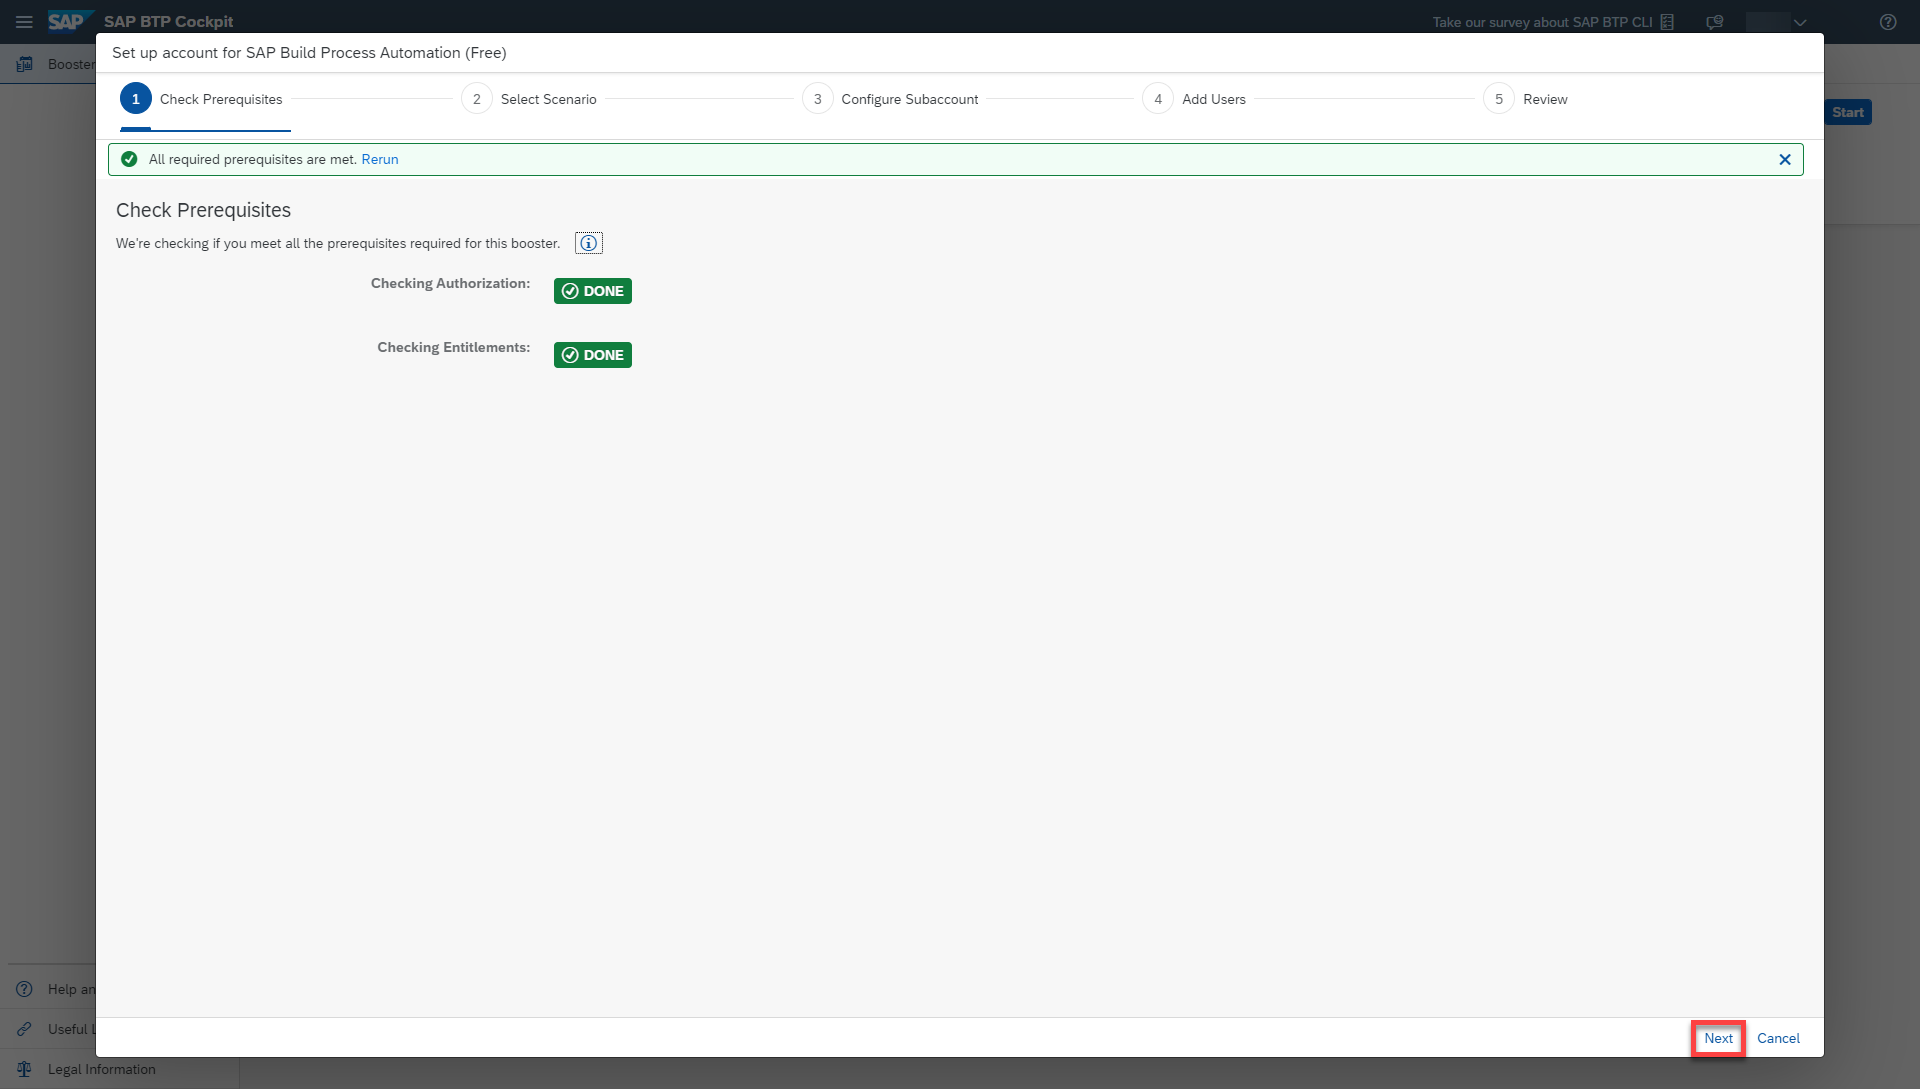 SAP SAP BTP Cockpit
Take our survey about SAP BTP CLI
Booster
Start
Set up account for SAP Build Process Automation (Free)
1 Check Prerequisites
2 Select Scenario
3 Configure Subaccount
4 Add Users
5 Review
All required prerequisites are met. Rerun
Check Prerequisites
We're checking if you meet all the prerequisites required for this booster.
Checking Authorization: DONE
Checking Entitlements: DONE
Help an
Useful L
Legal Information
Next Cancel